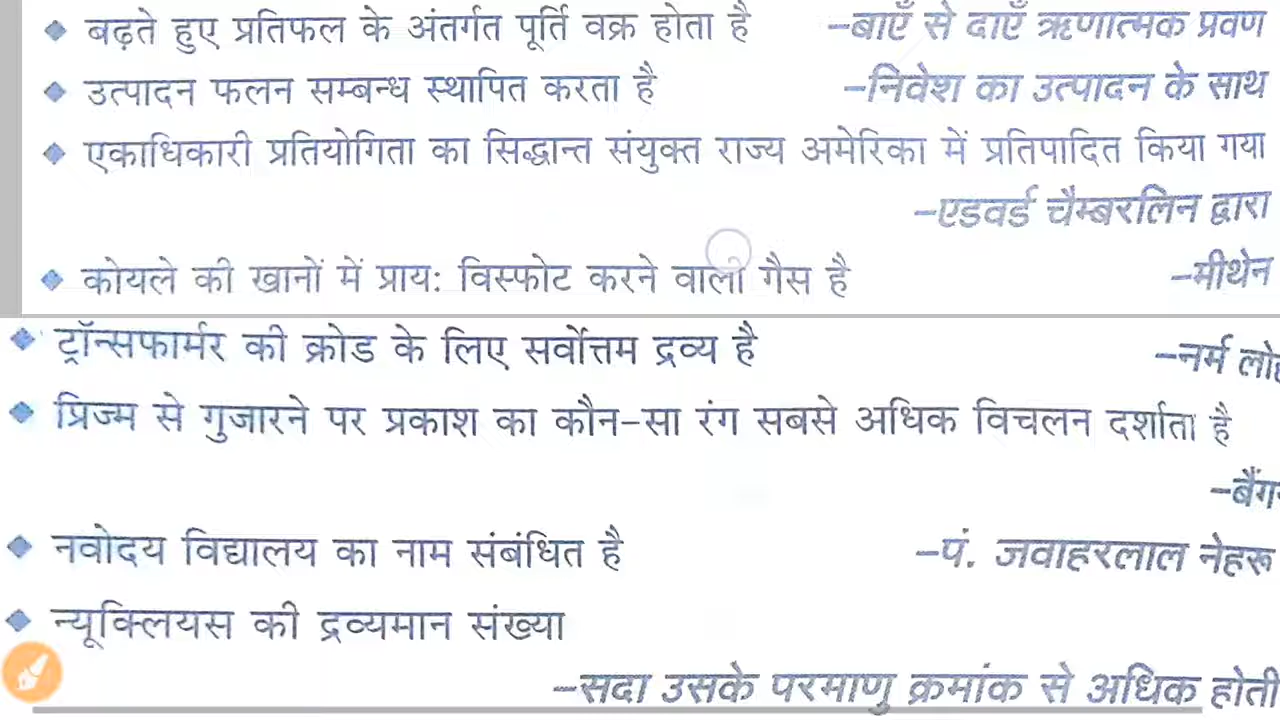 बढ़ते हुए प्रतिफल के अंतर्गत पूर्ति वक्र होता है –बाएँ से दाएँ ऋणात्मक प्रवण
उत्पादन फलन सम्बन्ध स्थापित करता है –निवेश का उत्पादन के साथ
एकाधिकारी प्रतियोगिता का सिद्धान्त संयुक्त राज्य अमेरिका में प्रतिपादित किया गया
–एडवर्ड चैम्बरलिन द्वारा
कोयले की खानों में प्राय: विस्फोट करने वाली गैस है –मीथेन
ट्रॉन्सफार्मर की क्रोड के लिए सर्वोत्तम द्रव्य है –नर्म
प्रिज्म से गुजारने पर प्रकाश का कौन-सा रंग सबसे अधिक विचलन दर्शाता है
नवोदय विद्यालय का नाम संबंधित है –पं. जवाहरलाल नेहरू
न्यूक्लियस की द्रव्यमान संख्या
–सदा उसके परमाणु क्रमांक से अधिक होती